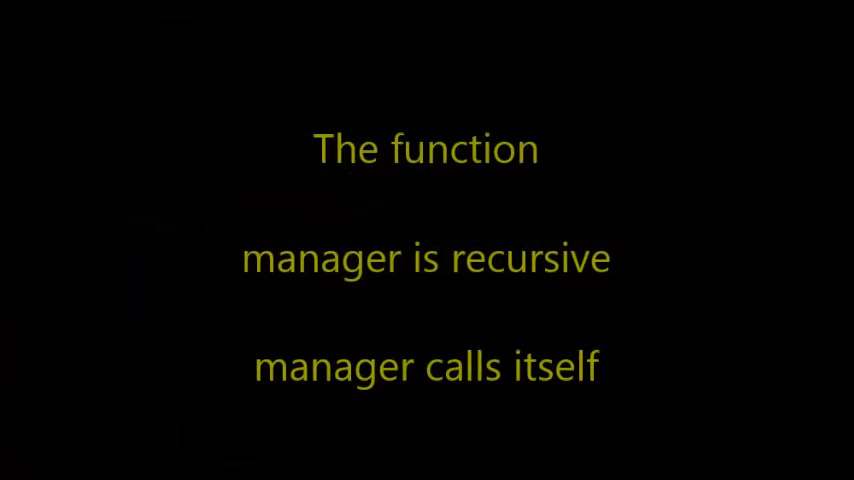 The function
manager is recursive
manager calls itself